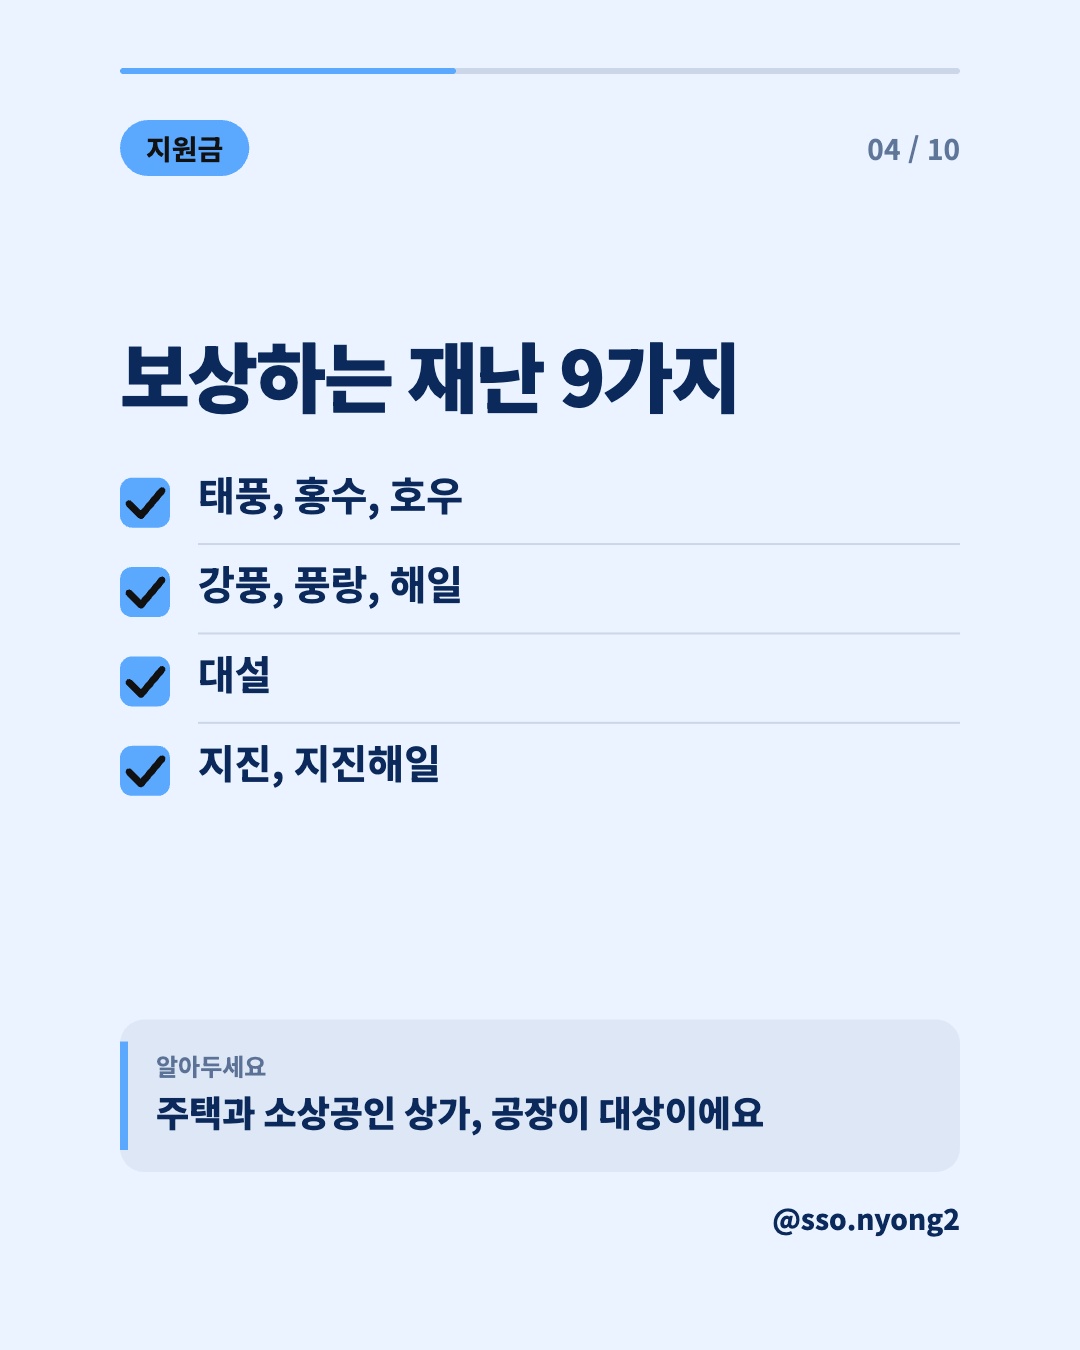 지원금
04 / 10
보상하는 재난 9가지
태풍, 홍수, 호우
강풍, 풍랑, 해일
대설
지진, 지진해일
알아두세요
주택과 소상공인 상가, 공장이 대상이에요
@sso.nyong2